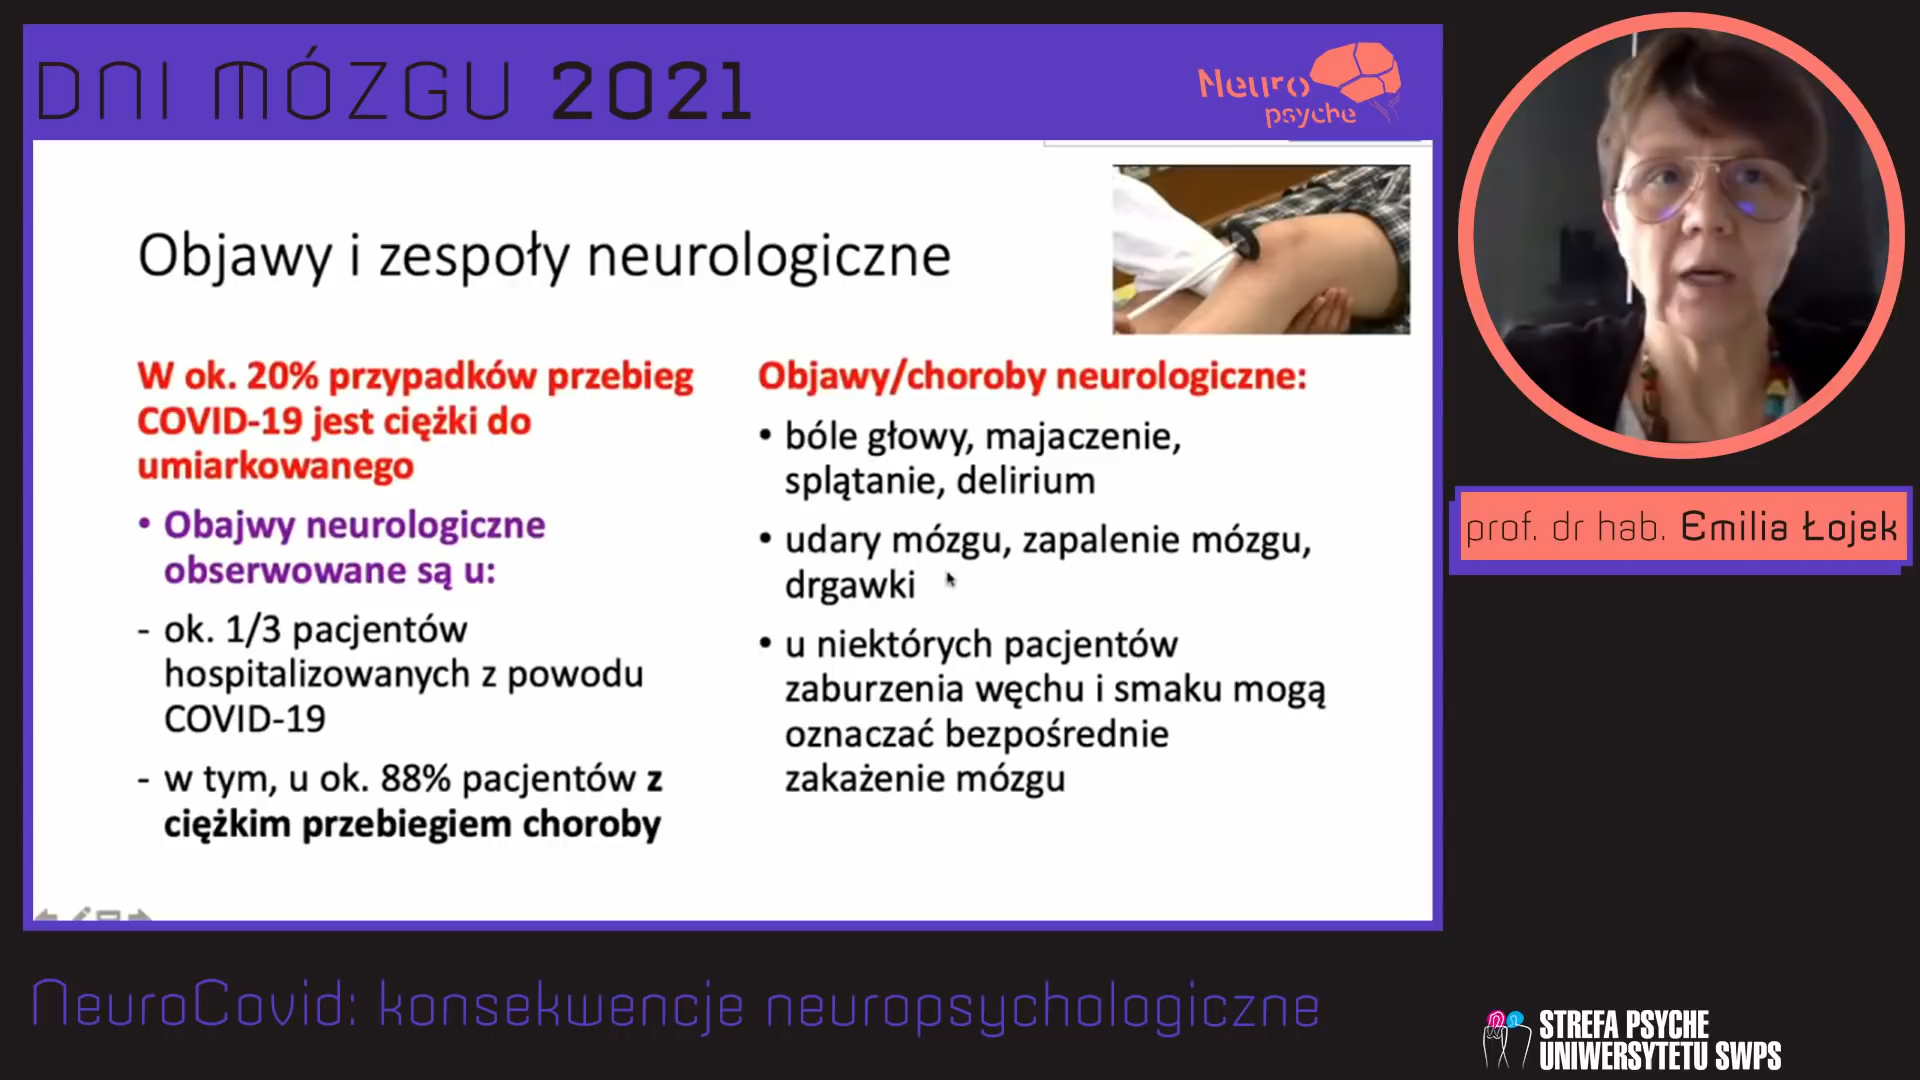 DNI MÓZGU 2021
Neuro
psyche
Objawy i zespoły neurologiczne
W ok. 20% przypadków przebieg
COVID-19 jest ciężki do
umiarkowanego
• Obajwy neurologiczne
obserwowane są u:
- ok. 1/3 pacjentów
hospitalizowanych z powodu
COVID-19
- w tym, u ok. 88% pacjentów z
ciężkim przebiegiem choroby
Objawy/choroby neurologiczne:
• bóle głowy, majaczenie,
splątanie, delirium
• udary mózgu, zapalenie mózgu,
drgawki
• u niektórych pacjentów
zaburzenia węchu i smaku mogą
oznaczać bezpośrednie
zakażenie mózgu
prof. dr hab. Emilia Łojek
NeuroCovid: konsekwencje neuropsychologiczne
STREFA PSYCHE
UNIWERSYTETU SWPS